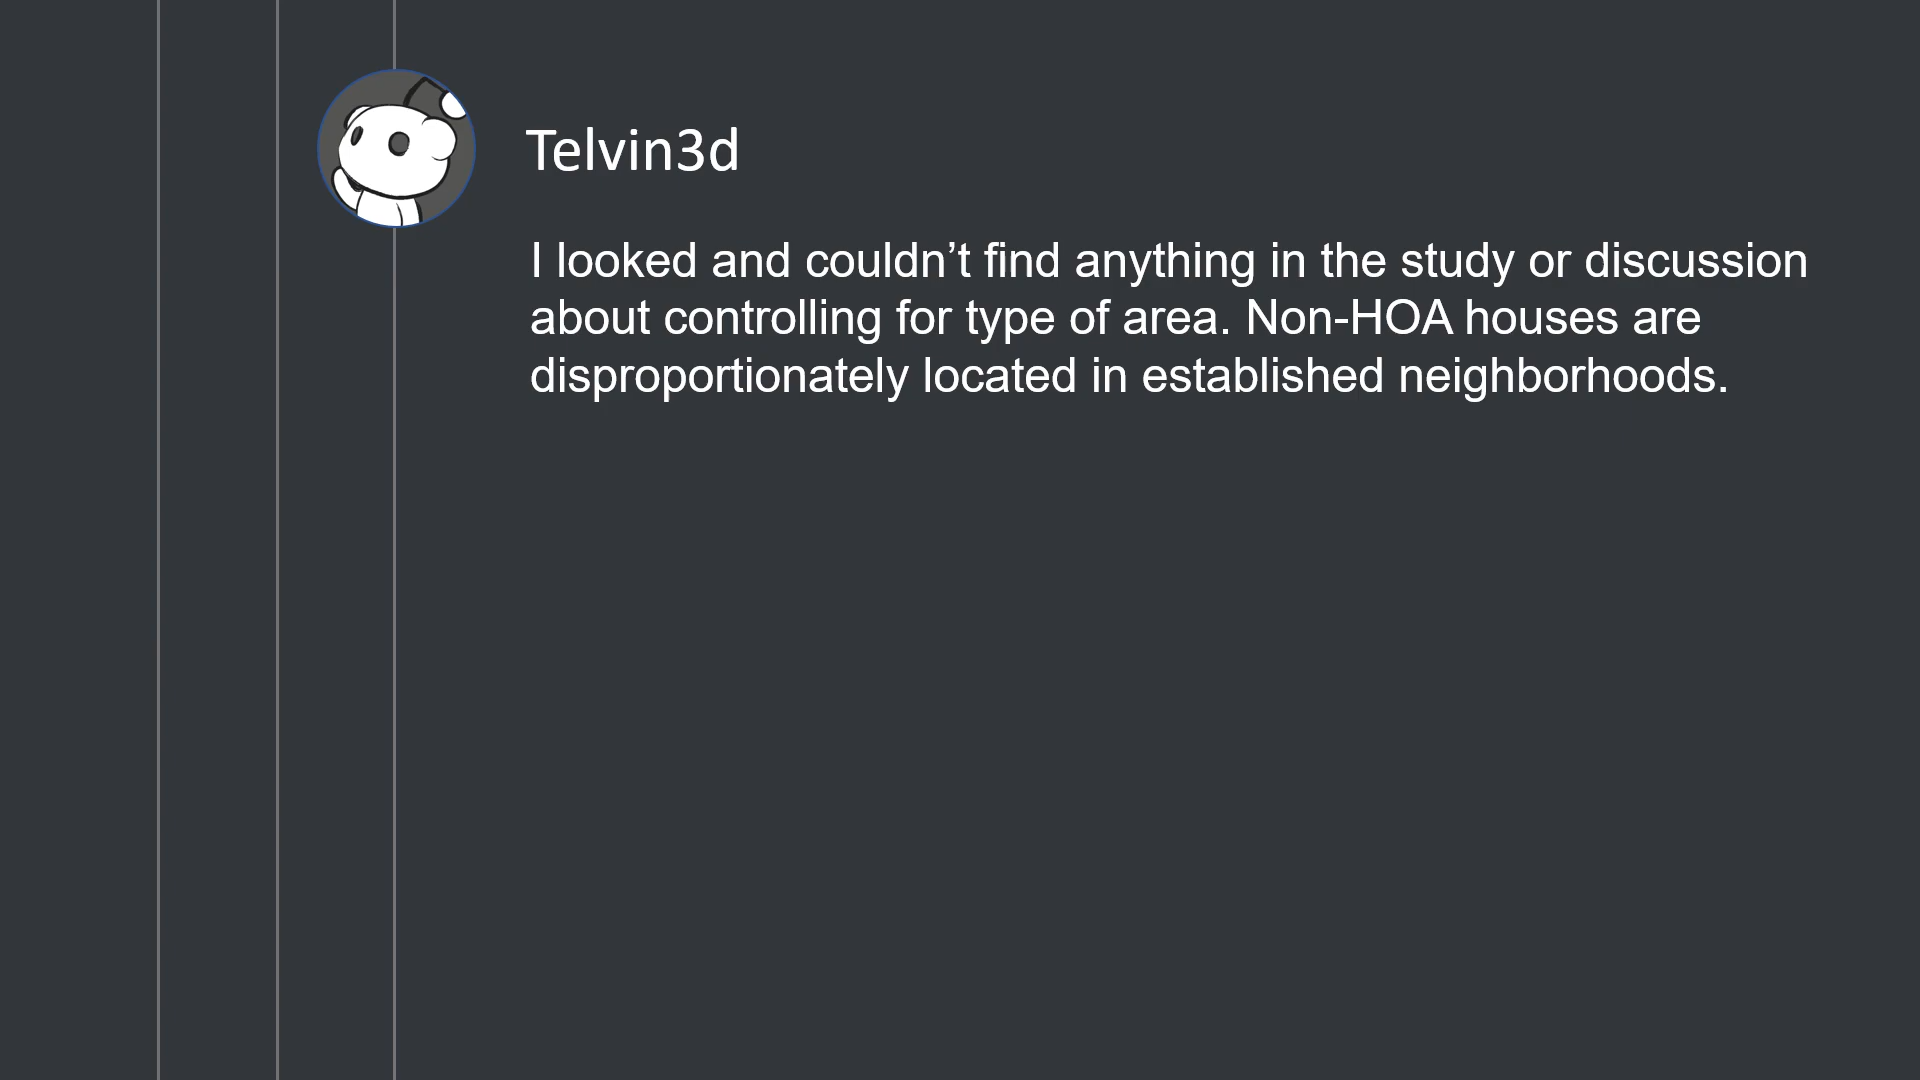 Telvin3d
I looked and couldn’t find anything in the study or discussion
about controlling for type of area. Non-HOA houses are
disproportionately located in established neighborhoods.